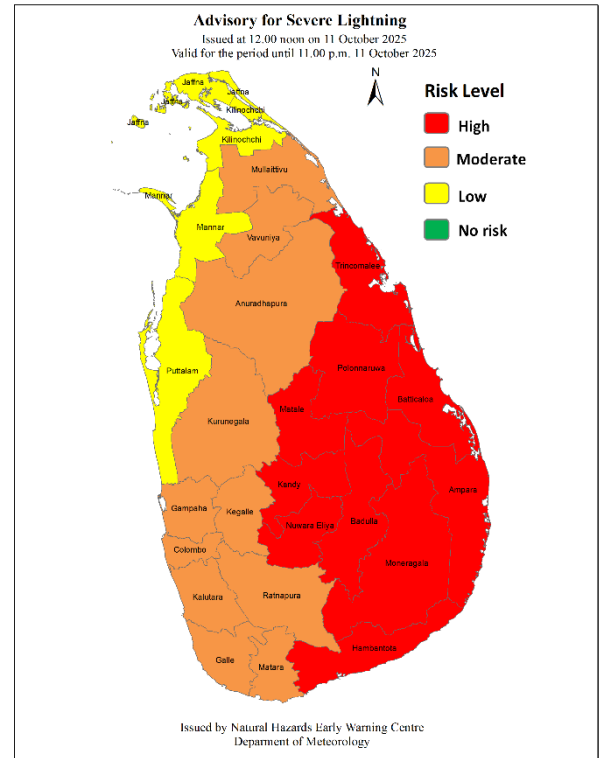 Advisory for Severe Lightning
Issued at 12.00 noon on 11 October 2025
Valid for the period until 11.00 p.m. 11 October 2025
N
Risk Level
High
Moderate
Low
No risk
Jaffna
Jaffna
Jaffna
Jaffna
Kilinochchi
Kilinochchi
Mullaittivu
Mannar
Mannar
Vavuniya
Trincomalee
Anuradhapura
Puttalam
Polonnaruwa
Batticaloa
Matale
Kurunegala
Kandy
Ampara
Gampaha
Kegalle
Nuwara Eliya
Badulla
Colombo
Moneragala
Kalutara
Ratnapura
Hambantota
Galle
Matara
Issued by Natural Hazards Early Warning Centre
Deparment of Meteorology